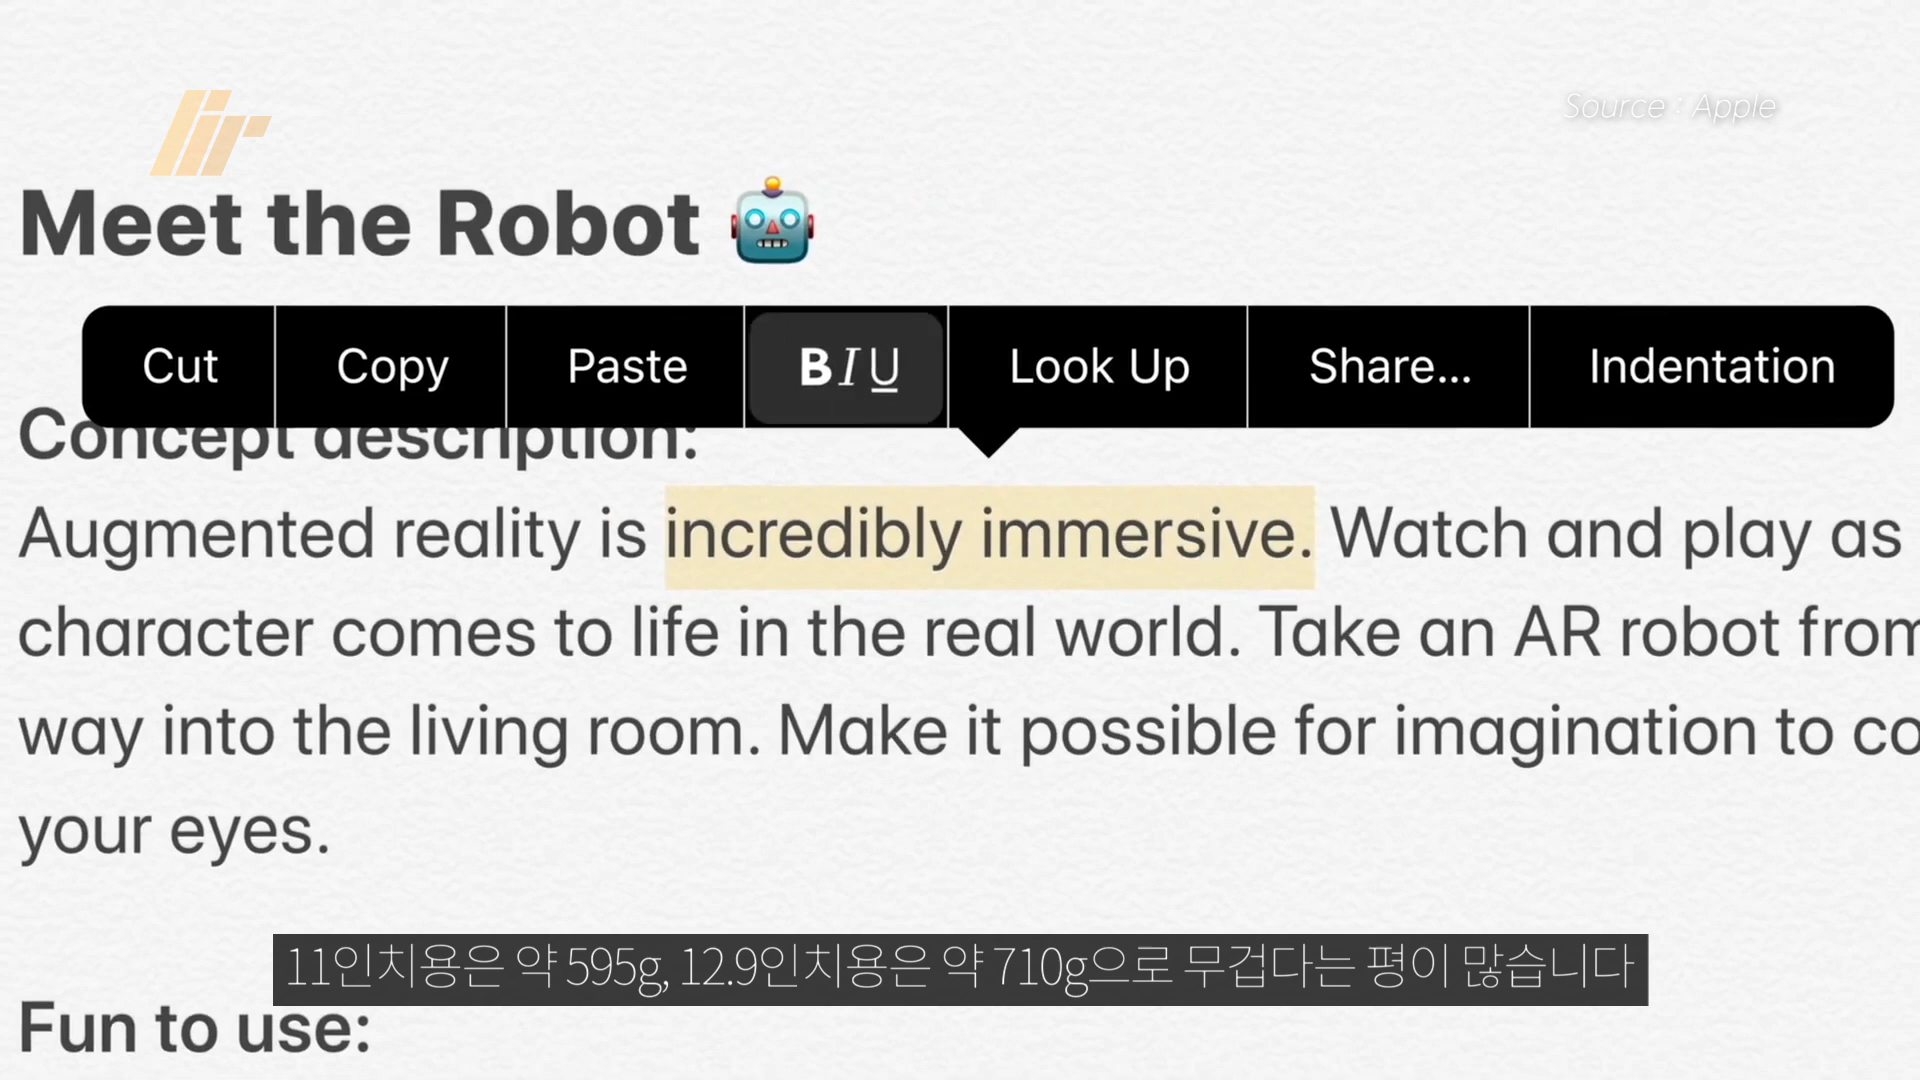 lir
Source : Apple
Meet the Robot 🤖
Cut Copy Paste B I U Look Up Share... Indentation
Concept description:
Augmented reality is incredibly immersive. Watch and play as
character comes to life in the real world. Take an AR robot from
way into the living room. Make it possible for imagination to co
your eyes.
11인치용은 약 595g, 12.9인치용은 약 710g으로 무겁다는 평이 많습니다
Fun to use: